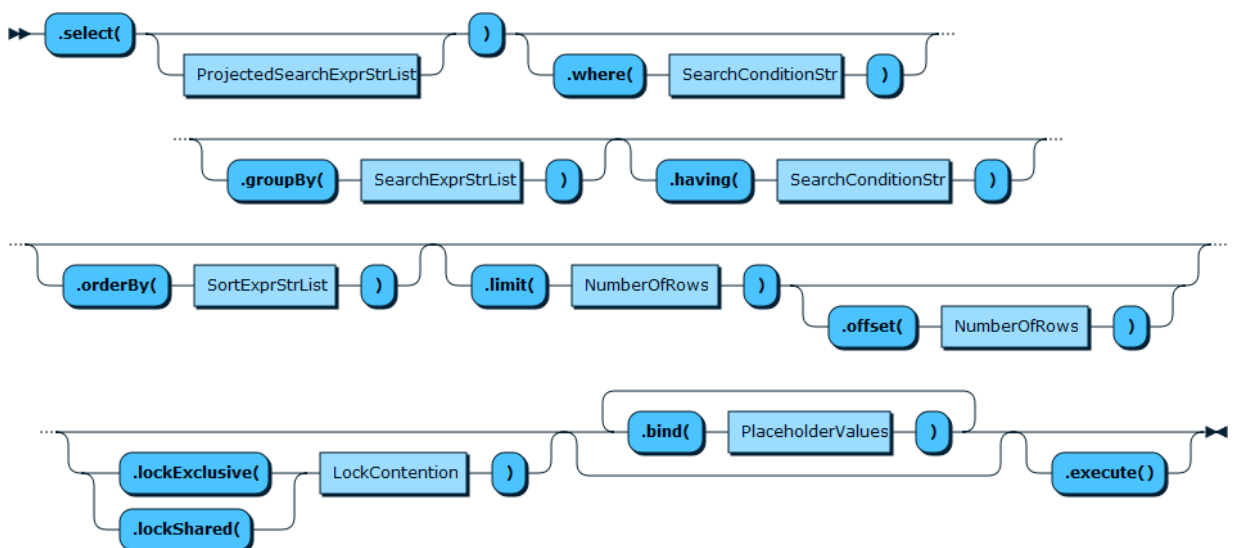 .select( ProjectedSearchExprStrList ) .where( SearchConditionStr )
.groupBy( SearchExprStrList ) .having( SearchConditionStr )
.orderBy( SortExprStrList ) .limit( NumberOfRows ) .offset( NumberOfRows )
.lockExclusive( .lockShared( LockContention ) .bind( PlaceholderValues ) .execute()